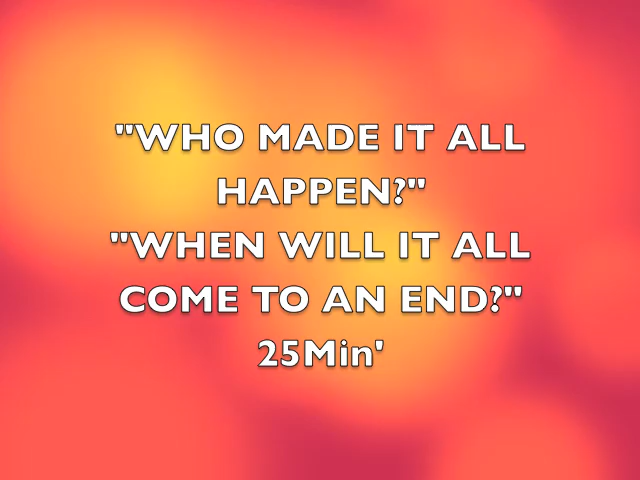 "WHO MADE IT ALL
HAPPEN?"
"WHEN WILL IT ALL
COME TO AN END?"
25Min'